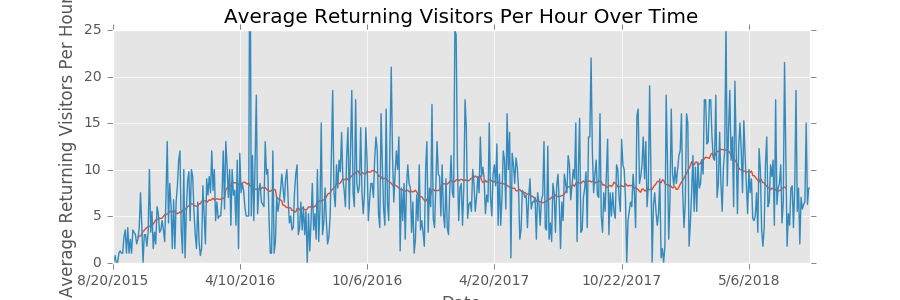 Average Returning Visitors Per Hour Over Time
Average Returning Visitors Per Hour
25
20
15
10
5
0
8/20/2015 4/10/2016 10/6/2016 4/20/2017 10/22/2017 5/6/2018
Date